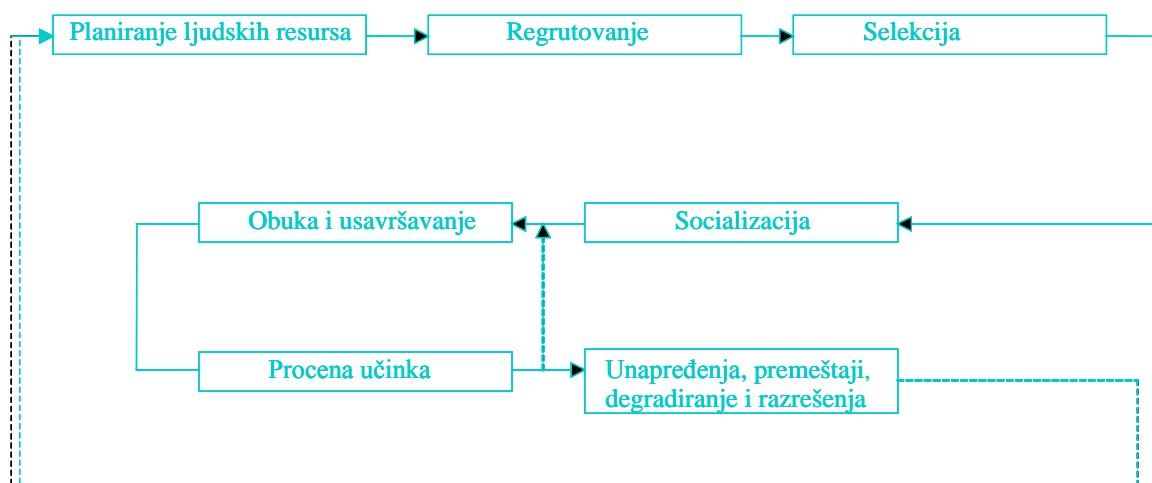 Planiranje ljudskih resursa
Regrutovanje
Selekcija
Obuka i usavršavanje
Socializacija
Procena učinka
Unapređenja, premeštaji,
degradiranje i razrešenja